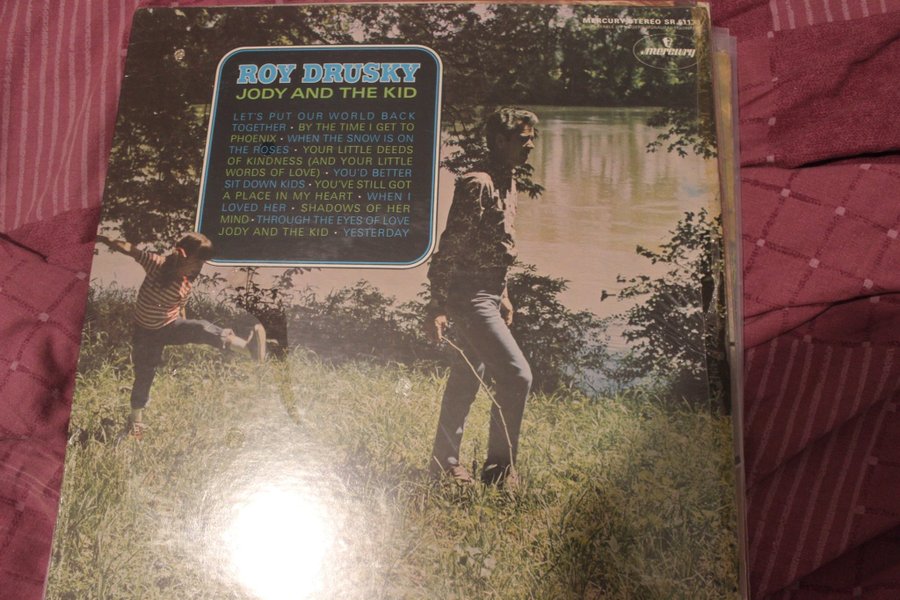 MERCURY STEREO SR 6117
mercury
ROY DRUSKY
JODY AND THE KID
LET'S PUT OUR WORLD BACK
TOGETHER • BY THE TIME I GET TO
PHOENIX • WHEN THE SNOW IS ON
THE ROSES • YOUR LITTLE DEEDS
OF KINDNESS (AND YOUR LITTLE
WORDS OF LOVE) • YOU'D BETTER
SIT DOWN KIDS • YOU'VE STILL GOT
A PLACE IN MY HEART • WHEN I
LOVED HER • SHADOWS OF HER
MIND • THROUGH THE EYES OF LOVE
JODY AND THE KID • YESTERDAY